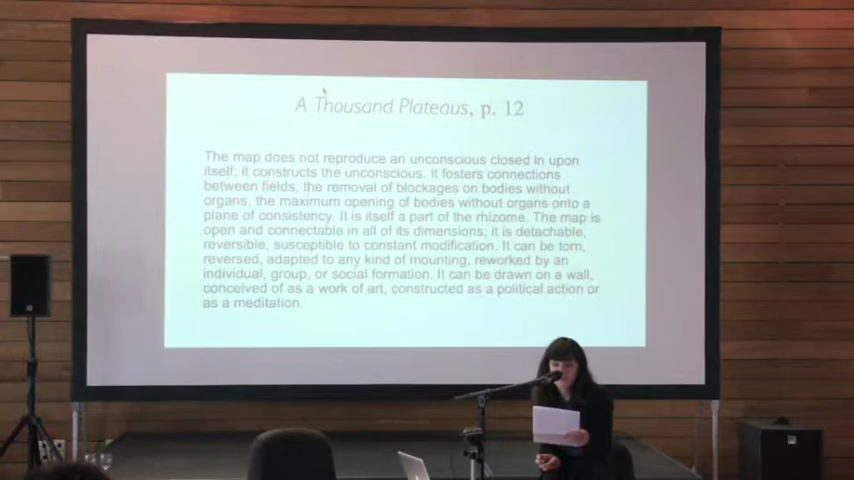 A Thousand Plateaus, p. 12
The map does not reproduce an unconscious closed in upon
itself; it constructs the unconscious. It fosters connections
between fields, the removal of blockages on bodies without
organs, the maximum opening of bodies without organs onto a
plane of consistency. It is itself a part of the rhizome. The map is
open and connectable in all of its dimensions; it is detachable,
reversible, susceptible to constant modification. It can be torn,
reversed, adapted to any kind of mounting, reworked by an
individual, group, or social formation. It can be drawn on a wall,
conceived of as a work of art, constructed as a political action or
as a meditation.